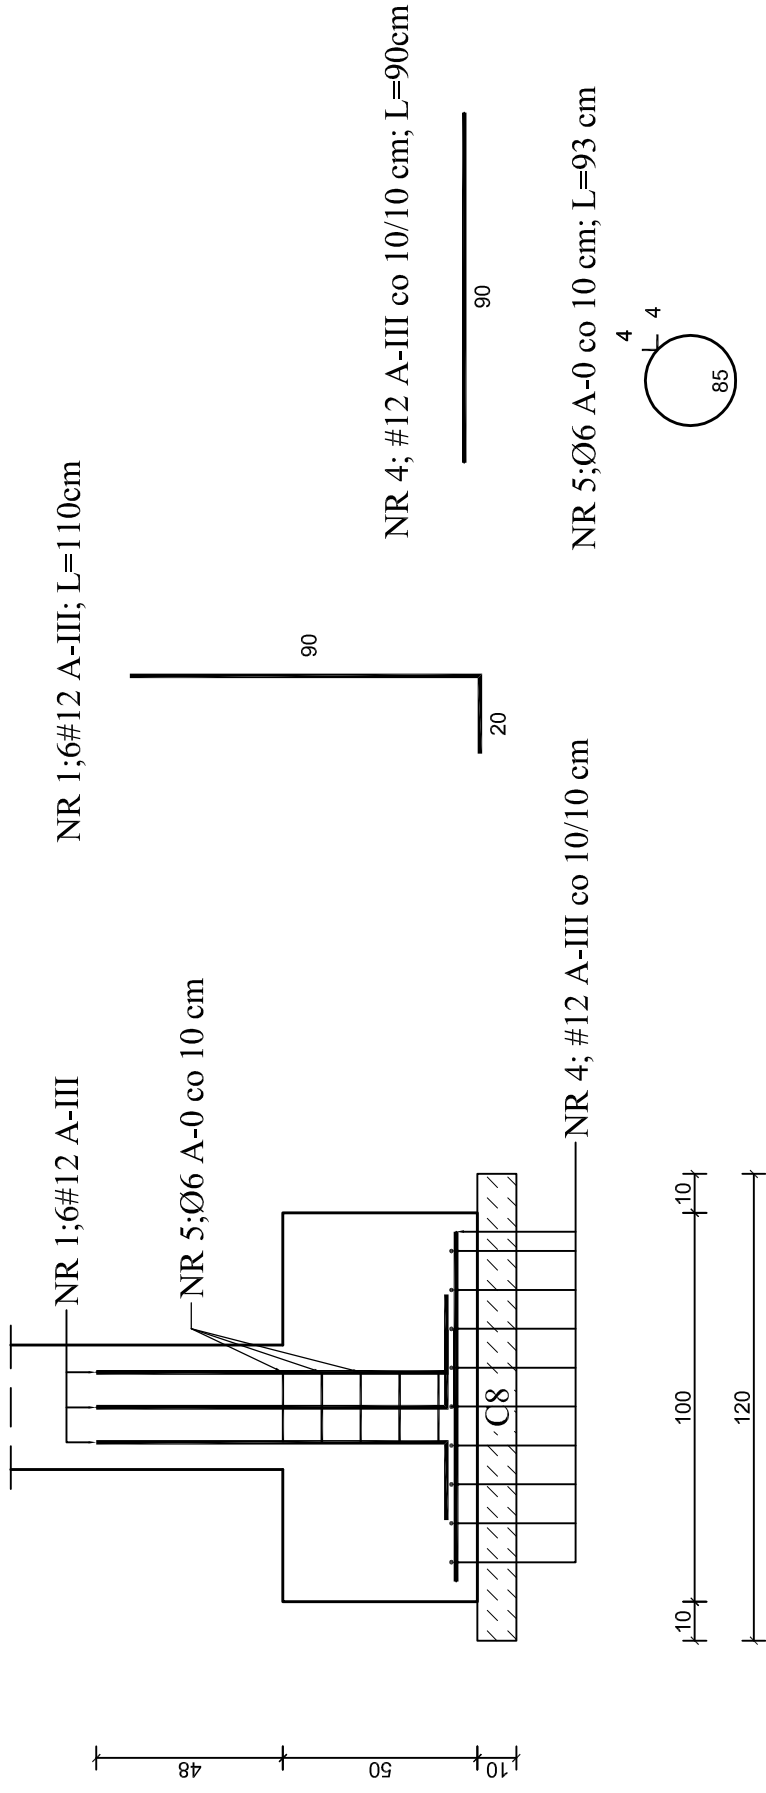 NR 1;6#12 A-III
NR 5;Ø6 A-0 co 10 cm
NR 4; #12 A-III co 10/10 cm
C8
48
50
10
10
100
10
120
NR 1;6#12 A-III; L=110cm
90
20
NR 4; #12 A-III co 10/10 cm; L=90cm
90
NR 5;Ø6 A-0 co 10 cm; L=93 cm
4
4
85